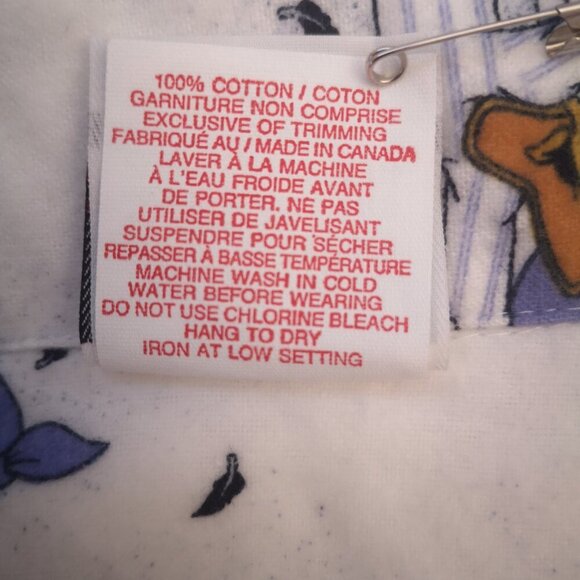 100% COTTON / COTON
GARNITURE NON COMPRISE
EXCLUSIVE OF TRIMMING
FABRIQUÉ AU / MADE IN CANADA
LAVER À LA MACHINE
À L'EAU FROIDE AVANT
DE PORTER. NE PAS
UTILISER DE JAVELISANT
SUSPENDRE POUR SÉCHER
REPASSER À BASSE TEMPÉRATURE
MACHINE WASH IN COLD
WATER BEFORE WEARING
DO NOT USE CHLORINE BLEACH
HANG TO DRY
IRON AT LOW SETTING